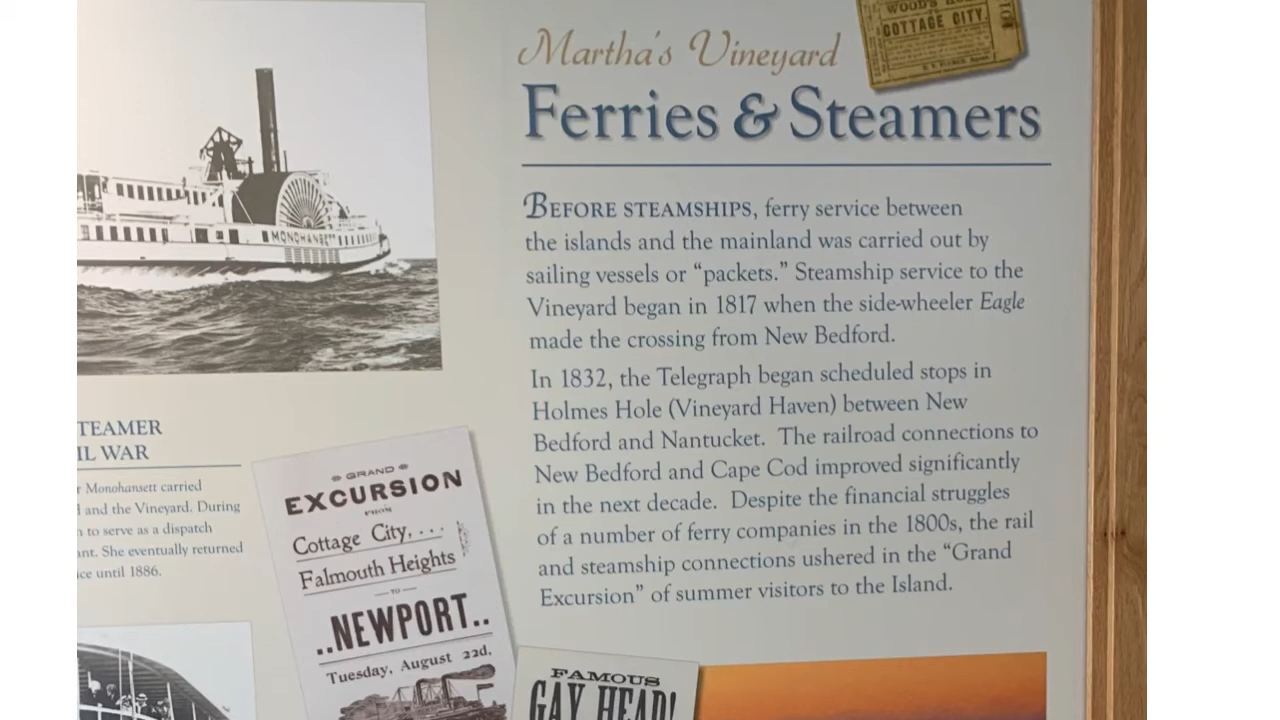 WOOD'S
COTTAGE CITY.
Martha's Vineyard
Ferries & Steamers
BEFORE STEAMSHIPS, ferry service between
the islands and the mainland was carried out by
sailing vessels or “packets.” Steamship service to the
Vineyard began in 1817 when the side-wheeler Eagle
made the crossing from New Bedford.
In 1832, the Telegraph began scheduled stops in
Holmes Hole (Vineyard Haven) between New
Bedford and Nantucket. The railroad connections to
New Bedford and Cape Cod improved significantly
in the next decade. Despite the financial struggles
of a number of ferry companies in the 1800s, the rail
and steamship connections ushered in the “Grand
Excursion” of summer visitors to the Island.
MONOHANSETT
TEAMER
IL WAR
r Monohansett carried
and the Vineyard. During
to serve as a dispatch
ant. She eventually returned
ce until 1886.
GRAND
EXCURSION
FROM
Cottage City, ...
Falmouth Heights
TO
..NEWPORT..
Tuesday, August 22d,
FAMOUS
GAY HEAD!